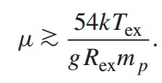 μ ≳ 54kT_ex / g R_ex m_p .